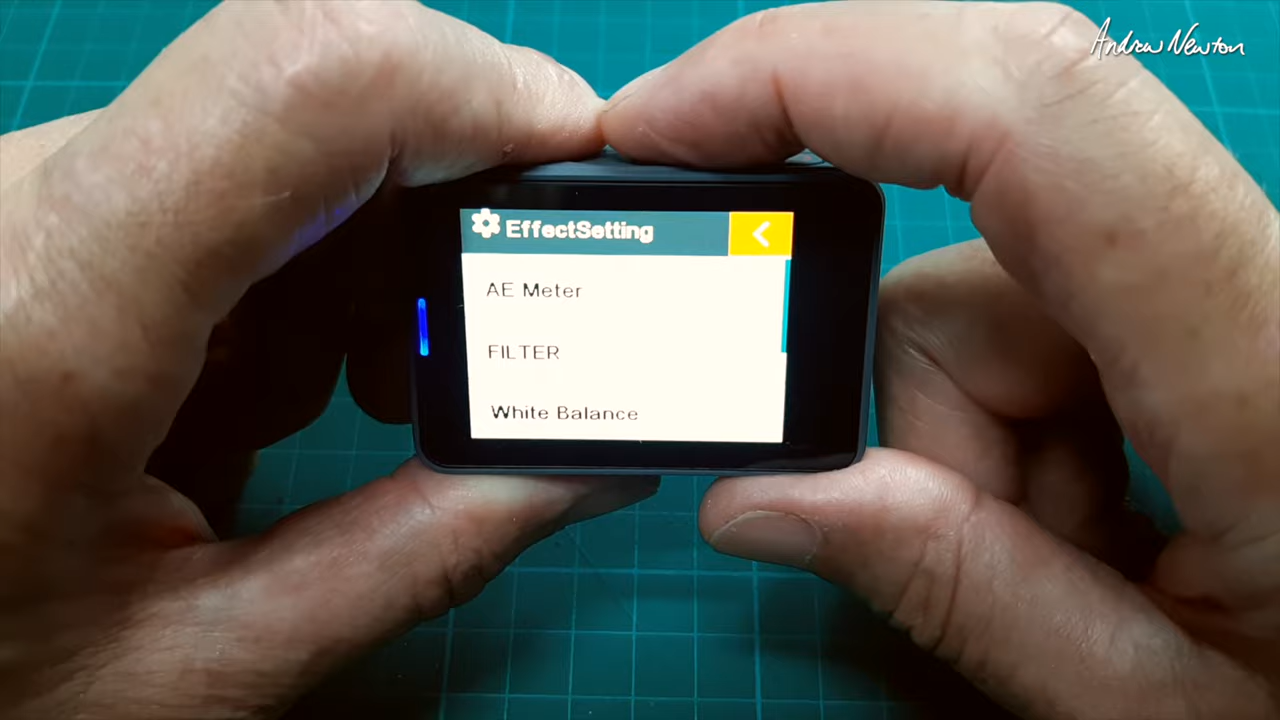 Andrew Newton
EffectSetting
AE Meter
FILTER
White Balance